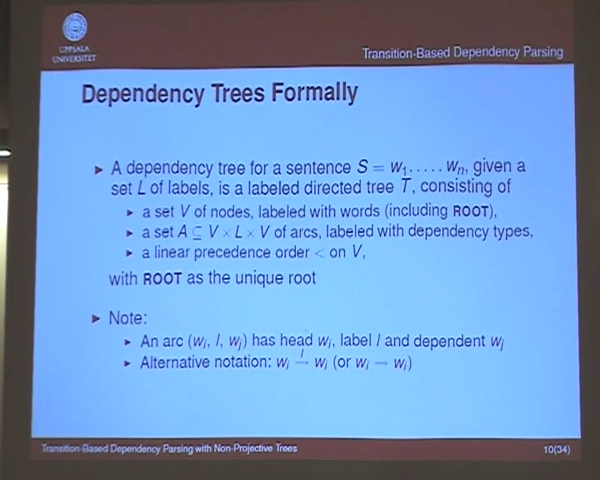 UPPSALA
UNIVERSITET
Transition-Based Dependency Parsing
Dependency Trees Formally
▸ A dependency tree for a sentence S = w₁, . . . , wₙ, given a
set L of labels, is a labeled directed tree T, consisting of
▸ a set V of nodes, labeled with words (including ROOT),
▸ a set A ⊆ V × L × V of arcs, labeled with dependency types,
▸ a linear precedence order < on V,
with ROOT as the unique root
▸ Note:
▸ An arc (wᵢ, l, wⱼ) has head wᵢ, label l and dependent wⱼ
▸ Alternative notation: wᵢ →ˡ wⱼ (or wᵢ → wⱼ)
Transition-Based Dependency Parsing with Non-Projective Trees
10(34)